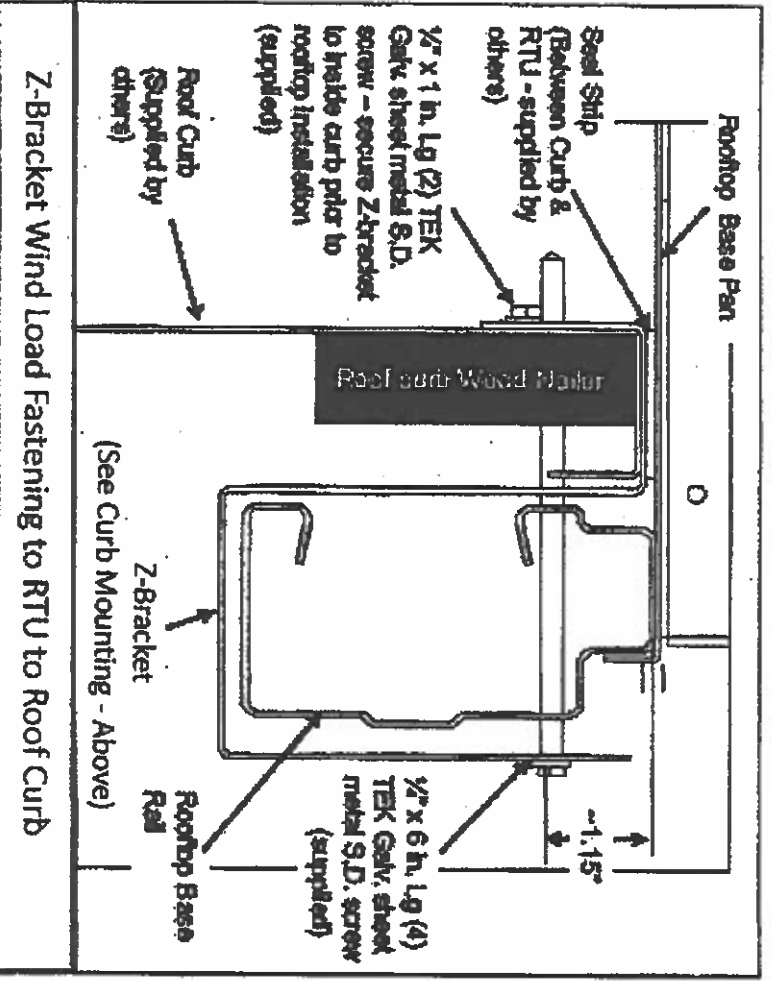 Rooftop Base Pan
Seal Strip
(Between Curb &
RTU - supplied by
others)
¼" x 1 in. Lg (2) TEK
Galv. sheet metal S.D.
screw – secure Z-bracket
to inside curb prior to
rooftop installation
(supplied)
Roof Curb
(Supplied by
others)
Roof curb Wood Nailer
~1.15"
¼" x 6 in. Lg (4)
TEK Galv. sheet
metal S.D. screw
(supplied)
Rooftop Base
Rail
Z-Bracket
(See Curb Mounting - Above)
Z-Bracket Wind Load Fastening to RTU to Roof Curb